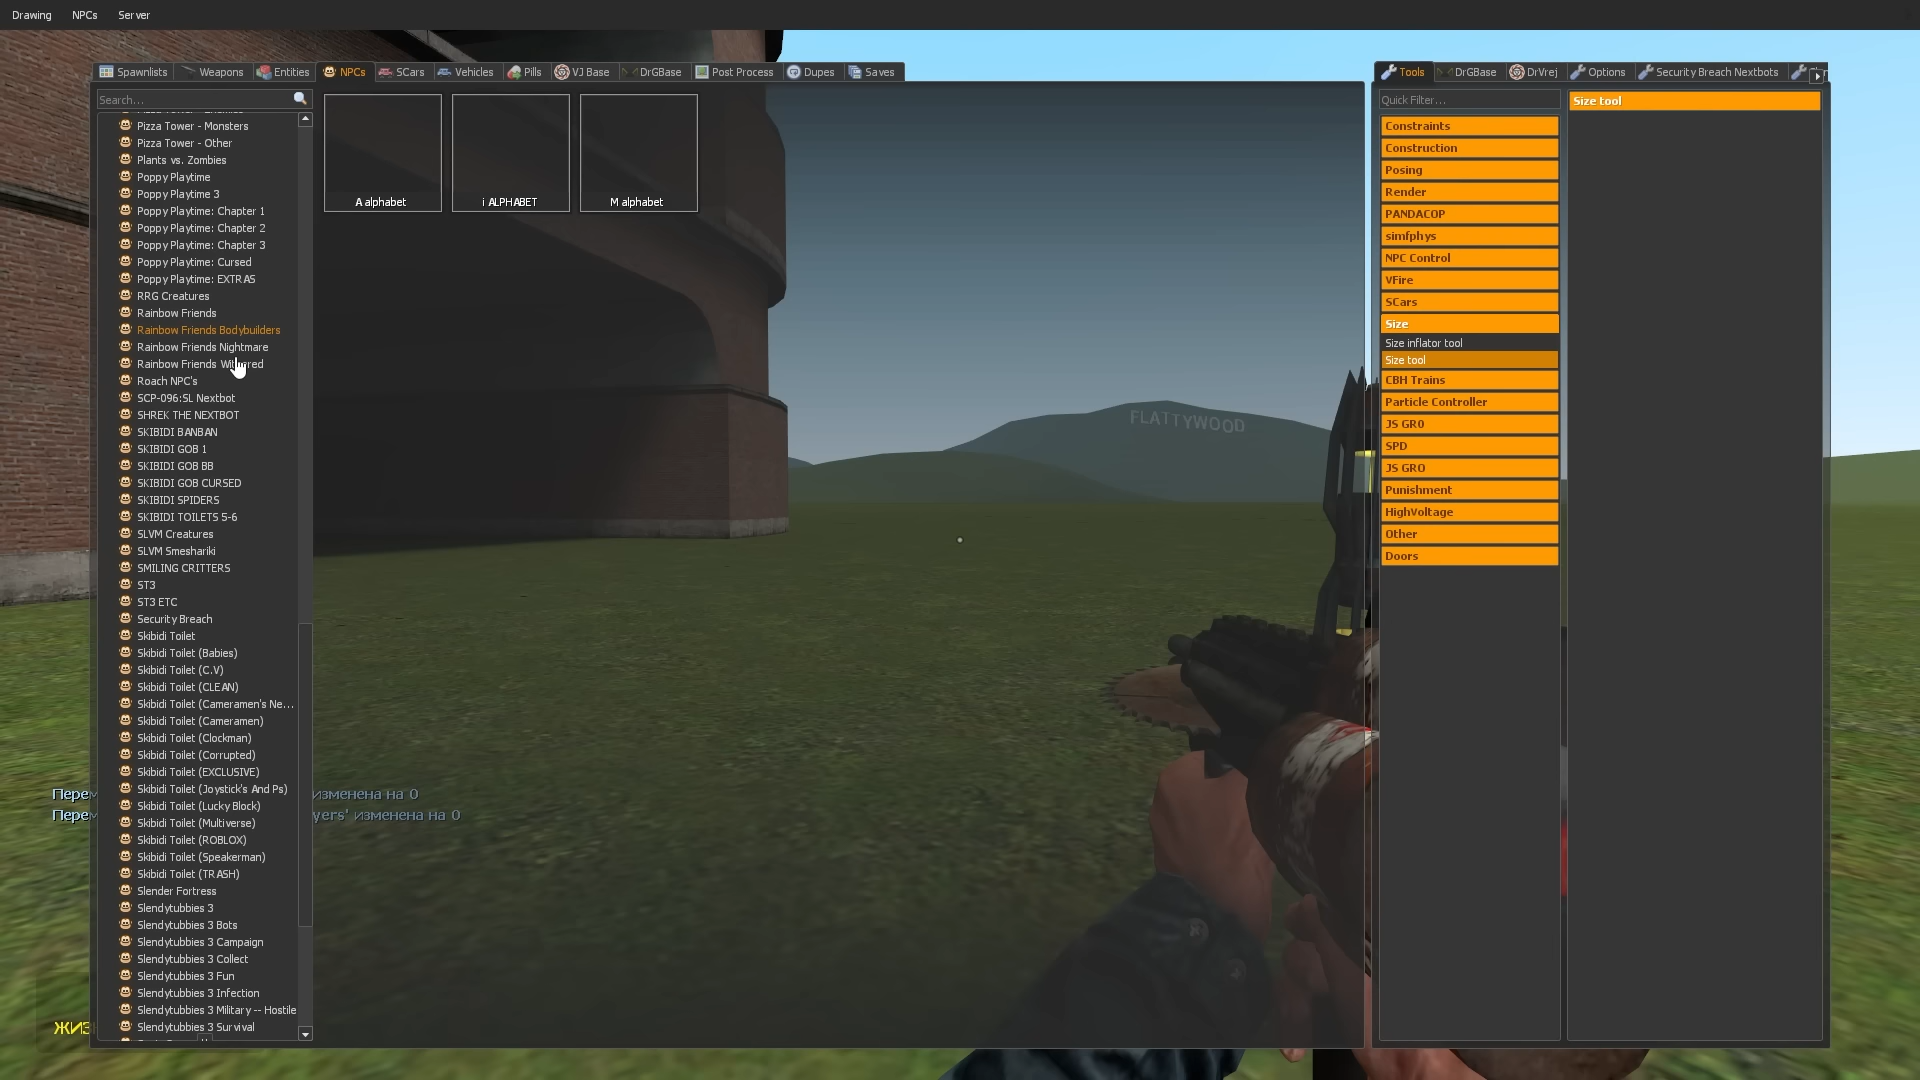 Drawing NPCs Server
Spawnlists Weapons Entities NPCs SCars Vehicles Pills VJ Base DrGBase Post Process Dupes Saves
Tools DrGBase DrVrej Options Security Breach Nextbots
Search...
Pizza Tower - Monsters
Pizza Tower - Other
Plants vs. Zombies
Poppy Playtime
Poppy Playtime 3
Poppy Playtime: Chapter 1
Poppy Playtime: Chapter 2
Poppy Playtime: Chapter 3
Poppy Playtime: Cursed
Poppy Playtime: EXTRAS
RRG Creatures
Rainbow Friends
Rainbow Friends Bodybuilders
Rainbow Friends Nightmare
Rainbow Friends
Roach NPC's
SCP-096:SL Nextbot
SHREK THE NEXTBOT
SKIBIDI BANBAN
SKIBIDI GOB 1
SKIBIDI GOB BB
SKIBIDI GOB CURSED
SKIBIDI SPIDERS
SKIBIDI TOILETS 5-6
SLVM Creatures
SLVM Smeshariki
SMILING CRITTERS
ST3
ST3 ETC
Security Breach
Skibidi Toilet
Skibidi Toilet (Babies)
Skibidi Toilet (C.V)
Skibidi Toilet (CLEAN)
Skibidi Toilet (Cameramen's Ne...
Skibidi Toilet (Cameramen)
Skibidi Toilet (Clockman)
Skibidi Toilet (Corrupted)
Skibidi Toilet (EXCLUSIVE)
Skibidi Toilet (Joystick's And Ps)
Skibidi Toilet (Lucky Block)
Skibidi Toilet (Multiverse)
Skibidi Toilet (ROBLOX)
Skibidi Toilet (Speakerman)
Skibidi Toilet (TRASH)
Slender Fortress
Slendytubbies 3
Slendytubbies 3 Bots
Slendytubbies 3 Campaign
Slendytubbies 3 Collect
Slendytubbies 3 Fun
Slendytubbies 3 Infection
Slendytubbies 3 Military -- Hostile
Slendytubbies 3 Survival
A alphabet
i ALPHABET
M alphabet
FLATTYWOOD
изменена на 0
yers' изменена на 0
Quick Filter...
Constraints
Construction
Posing
Render
PANDACOP
simfphys
NPC Control
VFire
SCars
Size
Size inflator tool
Size tool
CBH Trains
Particle Controller
JS GR0
SPD
JS GRO
Punishment
HighVoltage
Other
Doors
Size tool